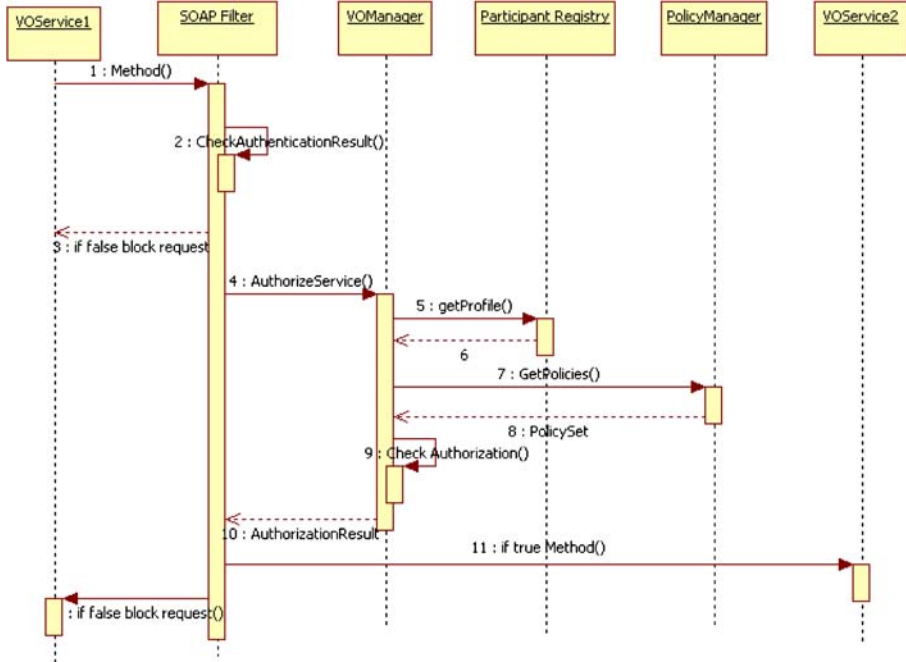 VOService1
SOAP Filter
VOManager
Participant Registry
PolicyManager
VOService2
1 : Method()
2 : CheckAuthenticationResult()
3 : if false block request
4 : AuthorizeService()
5 : getProfile()
6
7 : GetPolicies()
8 : PolicySet
9 : Check Authorization()
10 : AuthorizationResult
11 : if true Method()
: if false block request()